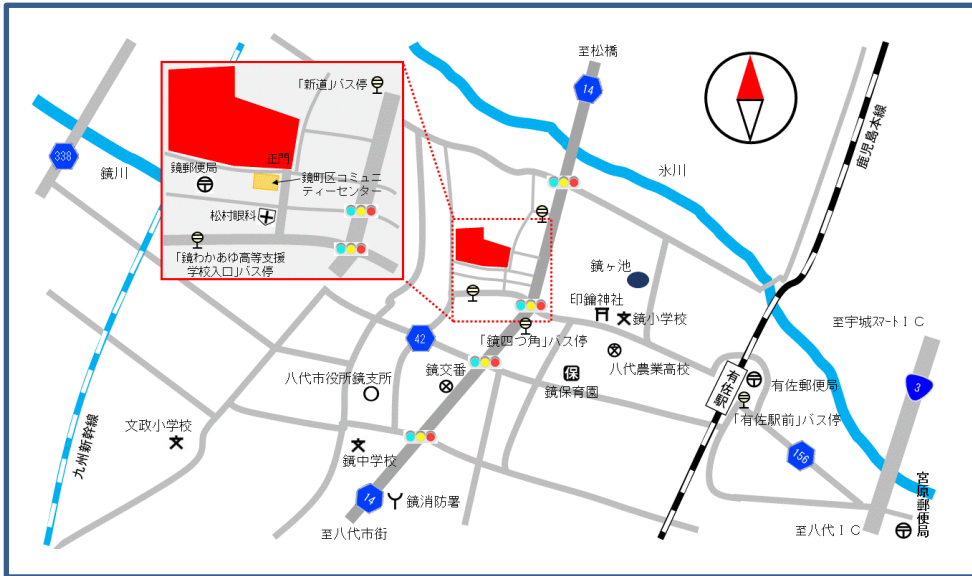 至松橋
14
「新道」バス停
正門
鏡郵便局
鏡町区コミュニ
ティーセンター
松村眼科
「鏡わかあゆ高等支援
学校入口」バス停
338
鏡川
氷川
鹿児島本線
鏡ヶ池
印鑰神社
鏡小学校
至宇城スマートＩＣ
3
42
「鏡四つ角」バス停
八代農業高校
鏡交番
鏡保育園
保
八代市役所鏡支所
有佐駅
有佐郵便局
「有佐駅前」バス停
156
九州新幹線
文政小学校
鏡中学校
14
鏡消防署
至八代市街
至八代ＩＣ
宮原郵便局